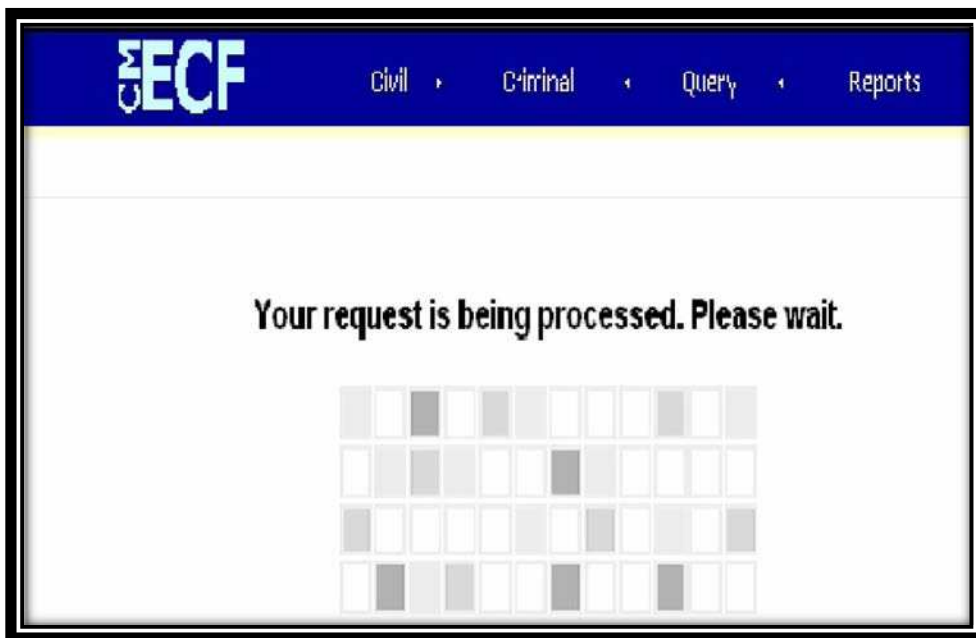 CM ECF Civil Criminal Query Reports
Your request is being processed. Please wait.